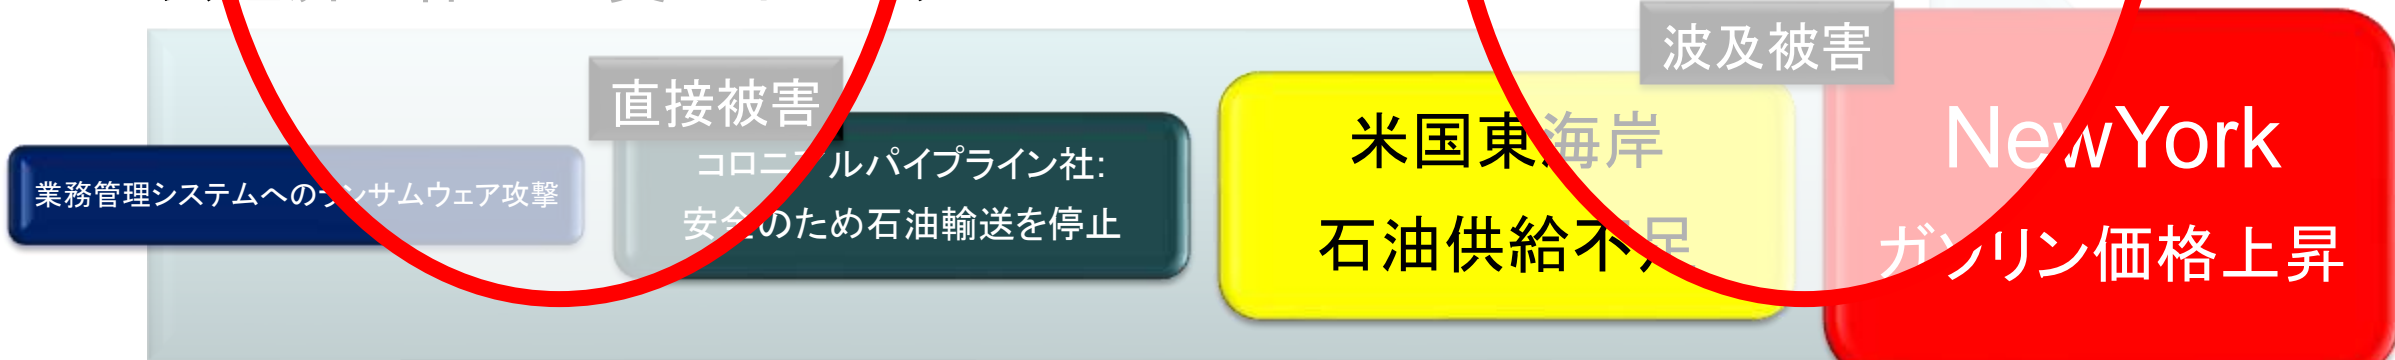 直接被害
波及被害
業務管理システムへのランサムウェア攻撃
コロニアルパイプライン社:
安全のため石油輸送を停止
米国東海岸
石油供給不足
NewYork
ガソリン価格上昇